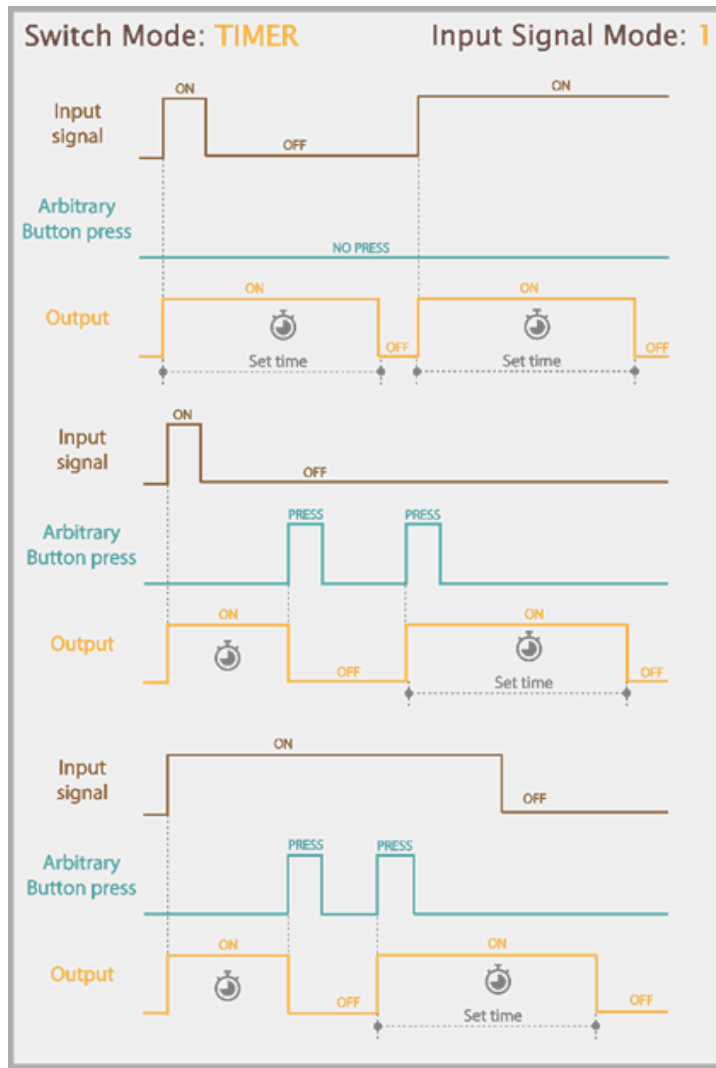 Switch Mode: TIMER Input Signal Mode: 1
ON ON
Input
signal
OFF
Arbitrary
Button press
NO PRESS
ON ON
Output
OFF OFF
Set time Set time
ON
Input
signal
OFF
PRESS PRESS
Arbitrary
Button press
ON ON
Output
OFF OFF
Set time
ON
Input
signal
OFF
PRESS PRESS
Arbitrary
Button press
ON ON
Output
OFF OFF
Set time